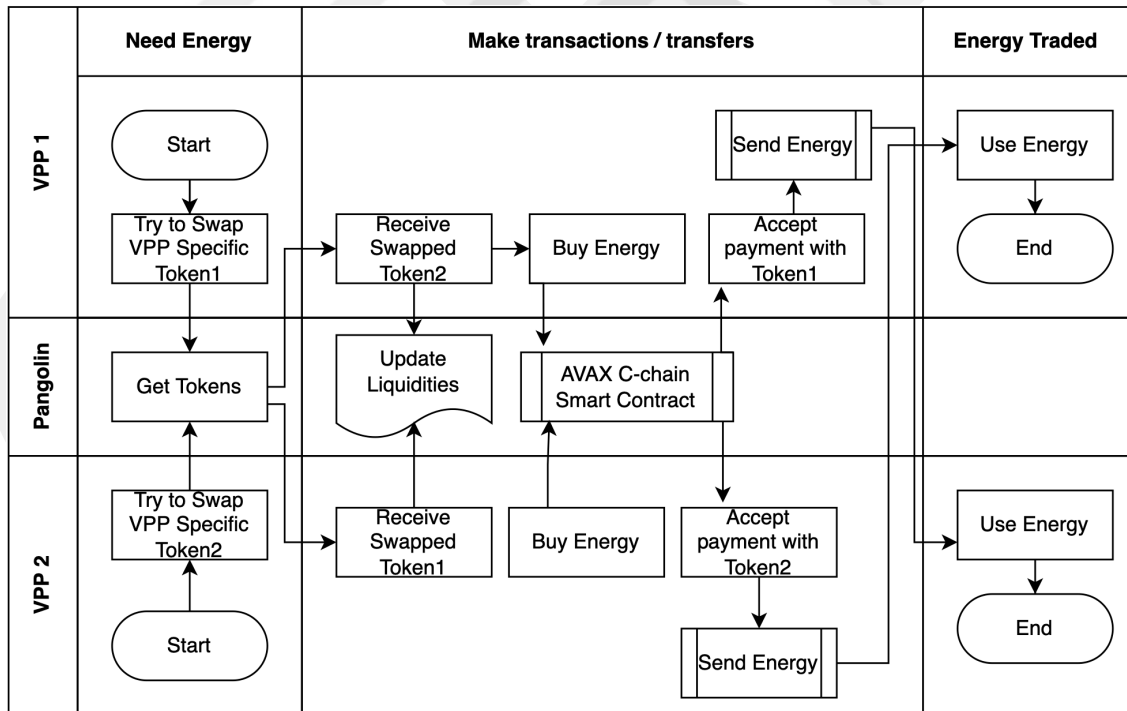 Need Energy
Make transactions / transfers
Energy Traded
VPP 1
Start
Send Energy
Use Energy
Try to Swap
VPP Specific
Token1
Receive
Swapped
Token2
Buy Energy
Accept
payment with
Token1
End
Pangolin
Get Tokens
Update
Liquidities
AVAX C-chain
Smart Contract
VPP 2
Try to Swap
VPP Specific
Token2
Receive
Swapped
Token1
Buy Energy
Accept
payment with
Token2
Use Energy
Start
Send Energy
End